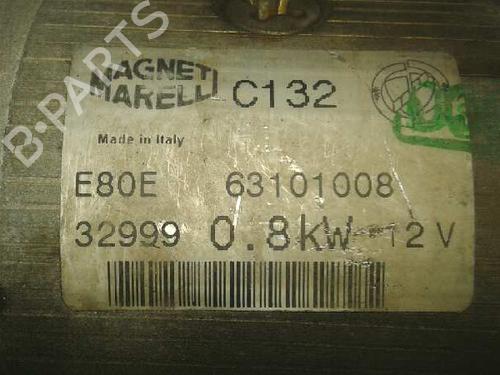 B-PARTS
MAGNETI
MARELLI C132
Made in Italy
E80E 63101008
32999 0.8kW 12V